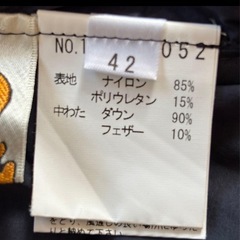 NO.1 052
42
表地 ナイロン 85%
ポリウレタン 15%
中わた ダウン 90%
フェザー 10%